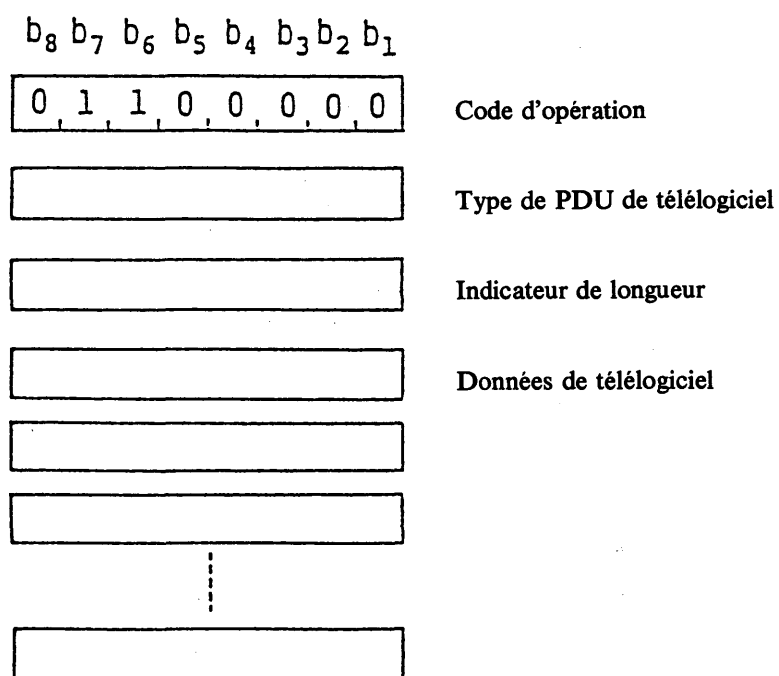 b8 b7 b6 b5 b4 b3 b2 b1
0 1 1 0 0 0 0 0 Code d'opération
Type de PDU de télélogiciel
Indicateur de longueur
Données de télélogiciel